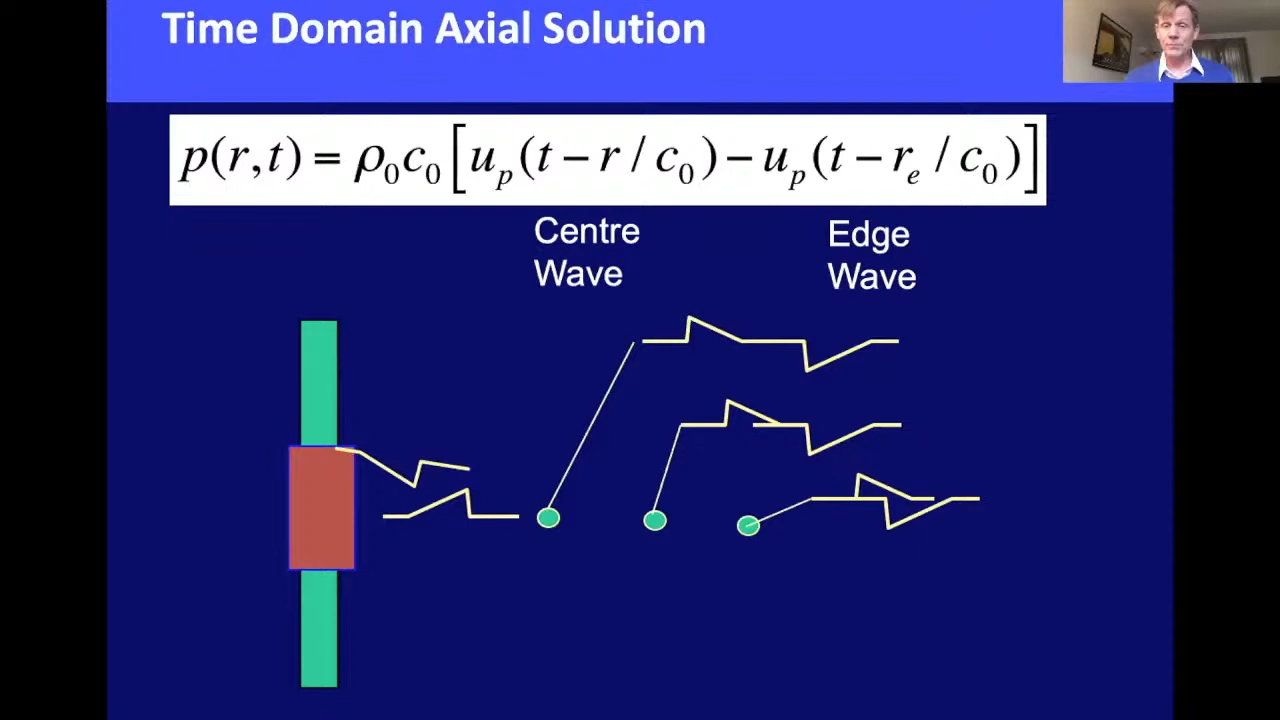 Time Domain Axial Solution
p(r,t) = ρ₀c₀[uₚ(t − r / c₀) − uₚ(t − rₑ / c₀)]
Centre
Wave
Edge
Wave